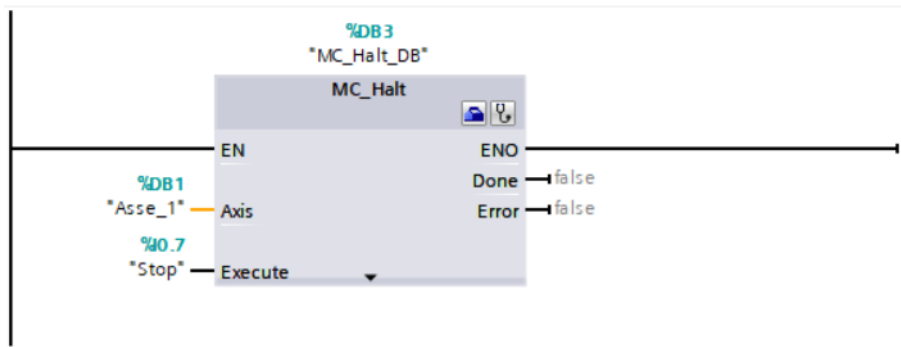 %DB3
"MC_Halt_DB"
MC_Halt
EN
ENO
%DB1
Done
false
"Asse_1"
Axis
Error
false
%I0.7
"Stop"
Execute